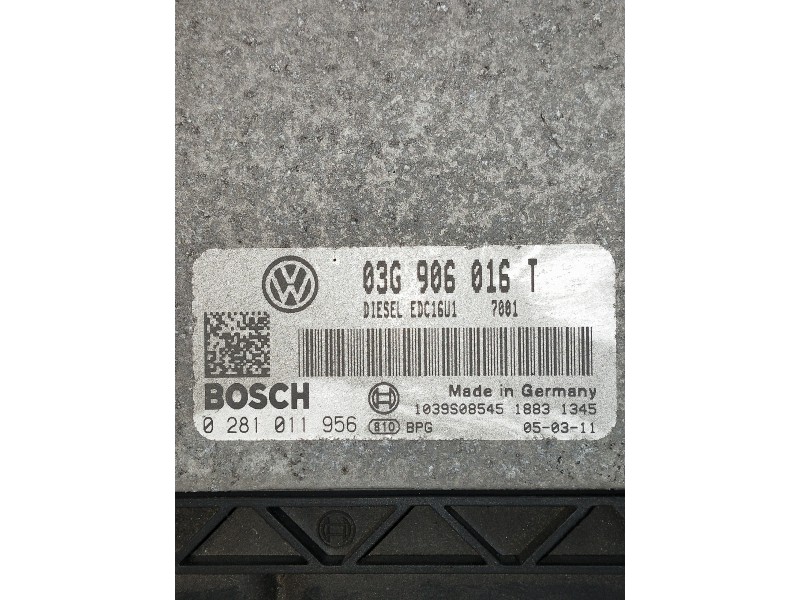 03G 906 016 T
DIESEL EDC16U1 7001
BOSCH
Made in Germany
1039S08545 1883 1345
0 281 011 956 810 BPG 05-03-11